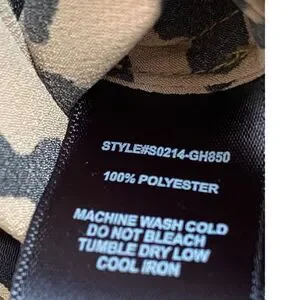 STYLE#S0214-GH850
100% POLYESTER
MACHINE WASH COLD
DO NOT BLEACH
TUMBLE DRY LOW
COOL IRON